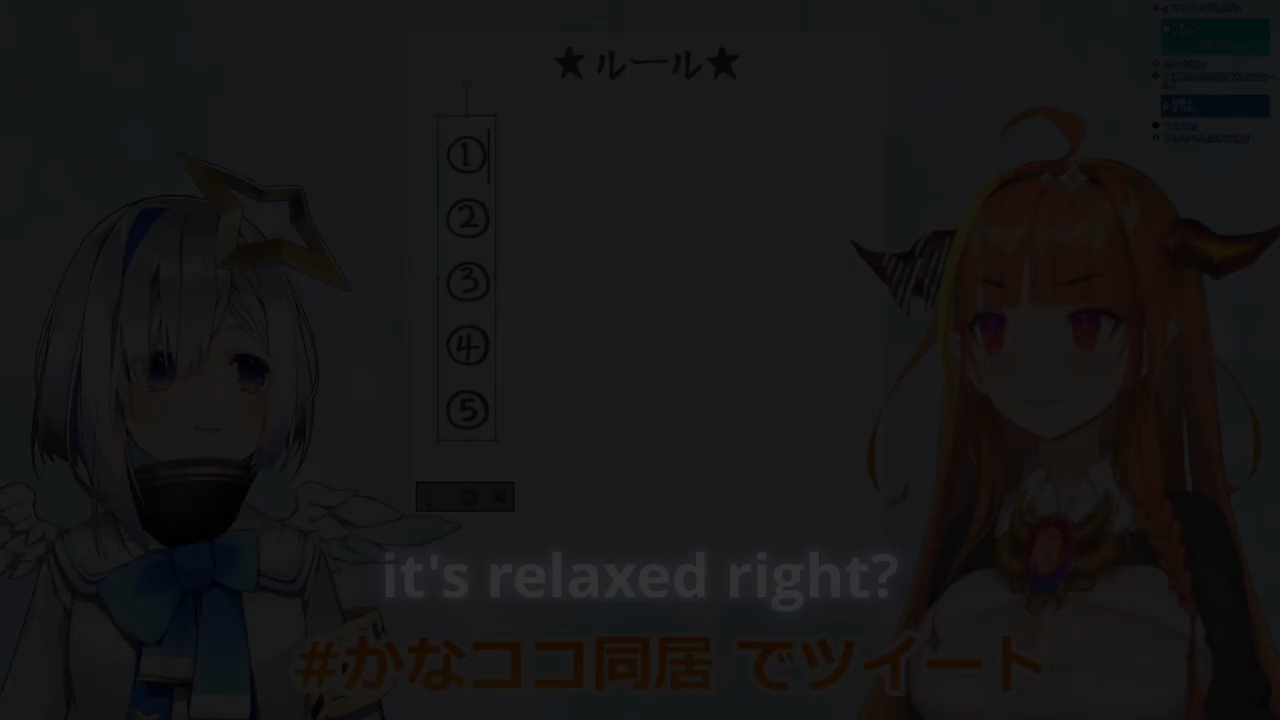 ★ルール★
①
②
③
④
⑤
it's relaxed right?
#かなココ同居 でツイート